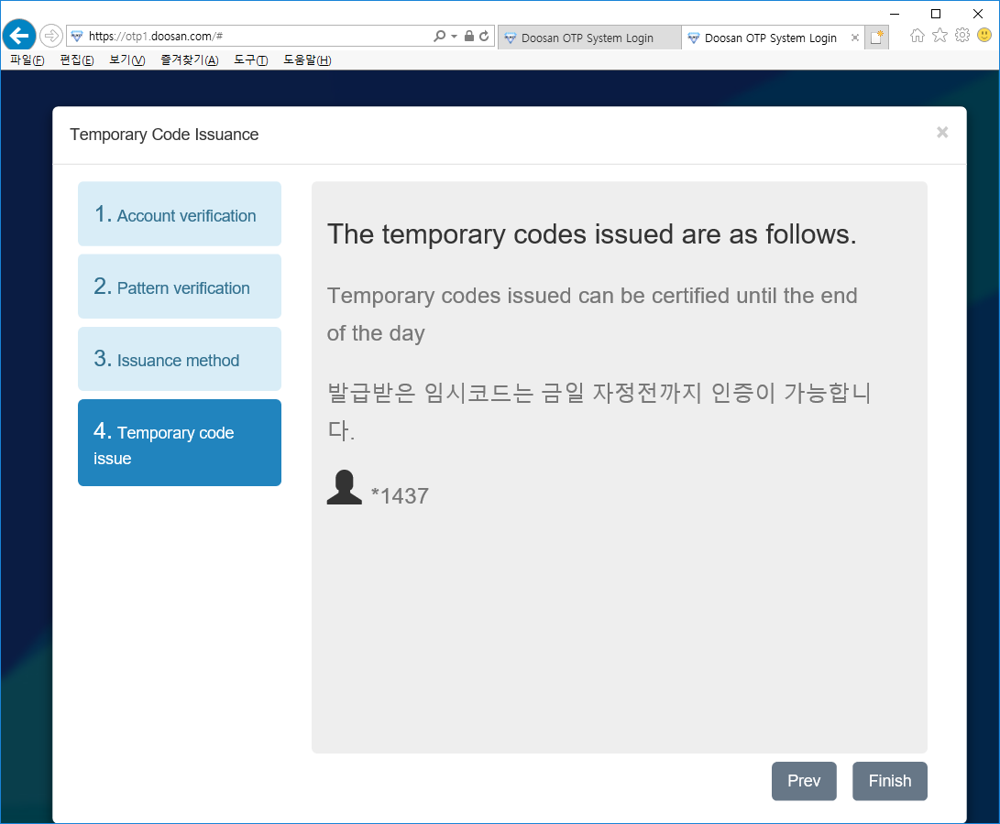 https://otp1.doosan.com/#
Doosan OTP System Login
Doosan OTP System Login
파일(F) 편집(E) 보기(V) 즐겨찾기(A) 도구(T) 도움말(H)
Temporary Code Issuance
×
1. Account verification
2. Pattern verification
3. Issuance method
4. Temporary code
issue
The temporary codes issued are as follows.
Temporary codes issued can be certified until the end
of the day
발급받은 임시코드는 금일 자정전까지 인증이 가능합니
다.
*1437
Prev
Finish